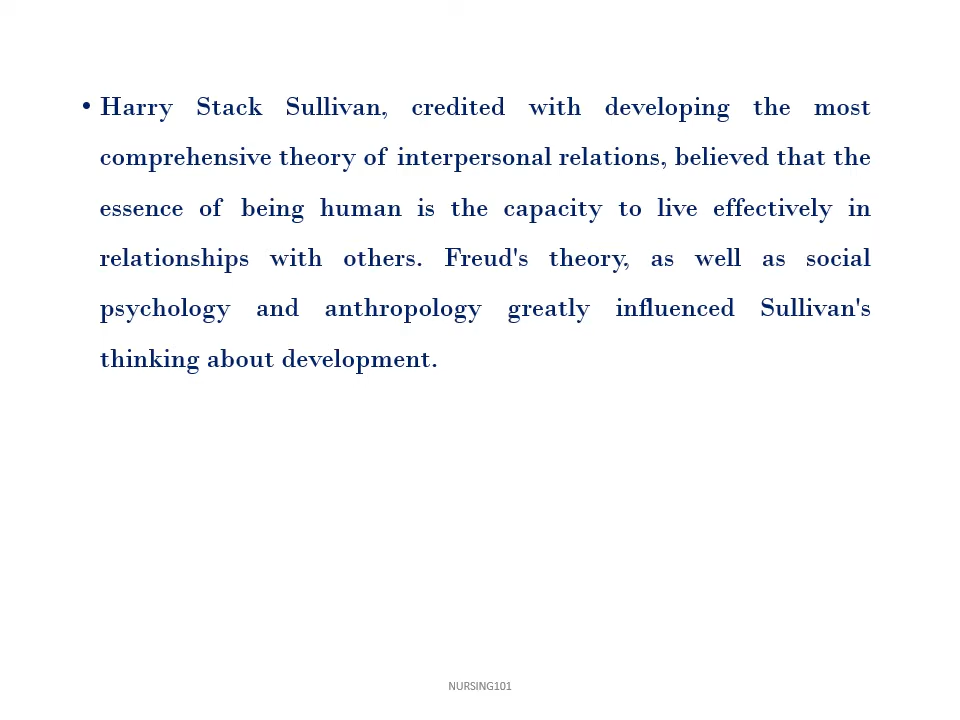 • Harry Stack Sullivan, credited with developing the most
comprehensive theory of interpersonal relations, believed that the
essence of being human is the capacity to live effectively in
relationships with others. Freud's theory, as well as social
psychology and anthropology greatly influenced Sullivan's
thinking about development.
NURSING101